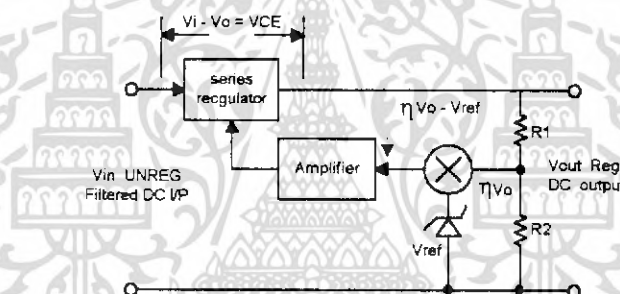 Vi - Vo = VCE
series
recgulator
ηVo - Vref
R1
Amplifier
Vin UNREG
Filtered DC I/P
ηVo
Vout Reg
DC output
Vref
R2